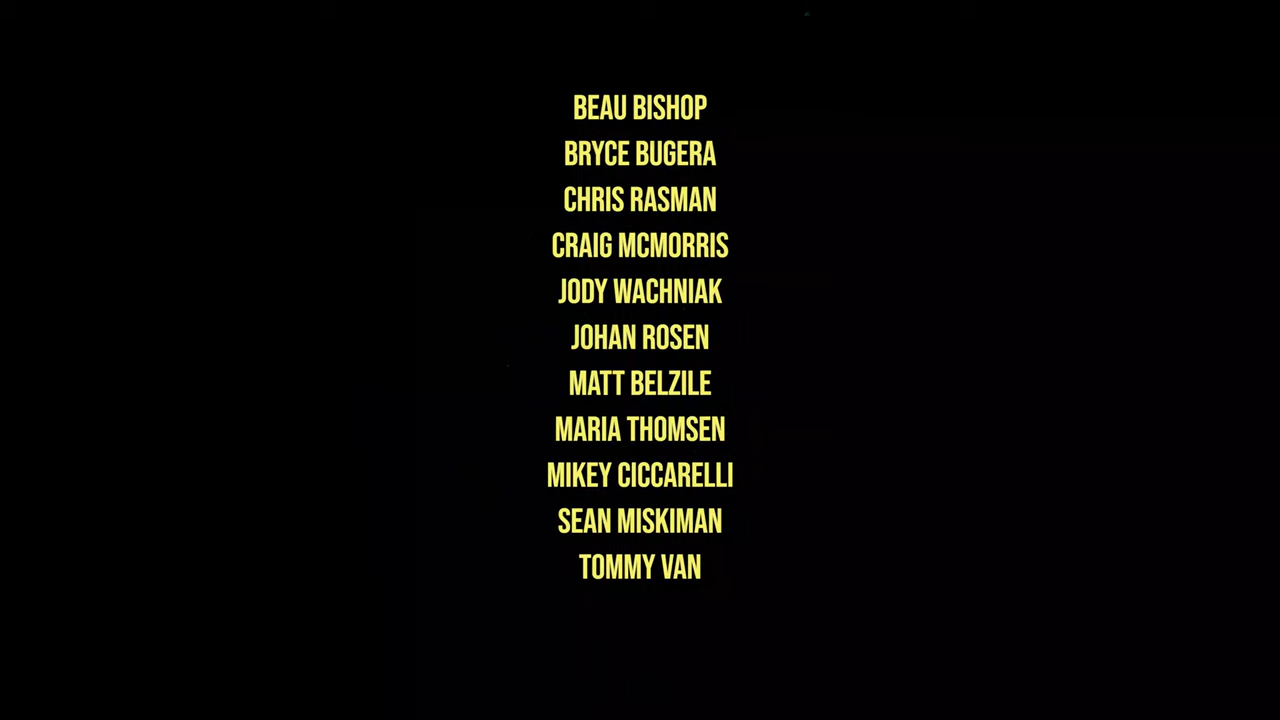 BEAU BISHOP
BRYCE BUGERA
CHRIS RASMAN
CRAIG MCMORRIS
JODY WACHNIAK
JOHAN ROSEN
MATT BELZILE
MARIA THOMSEN
MIKEY CICCARELLI
SEAN MISKIMAN
TOMMY VAN